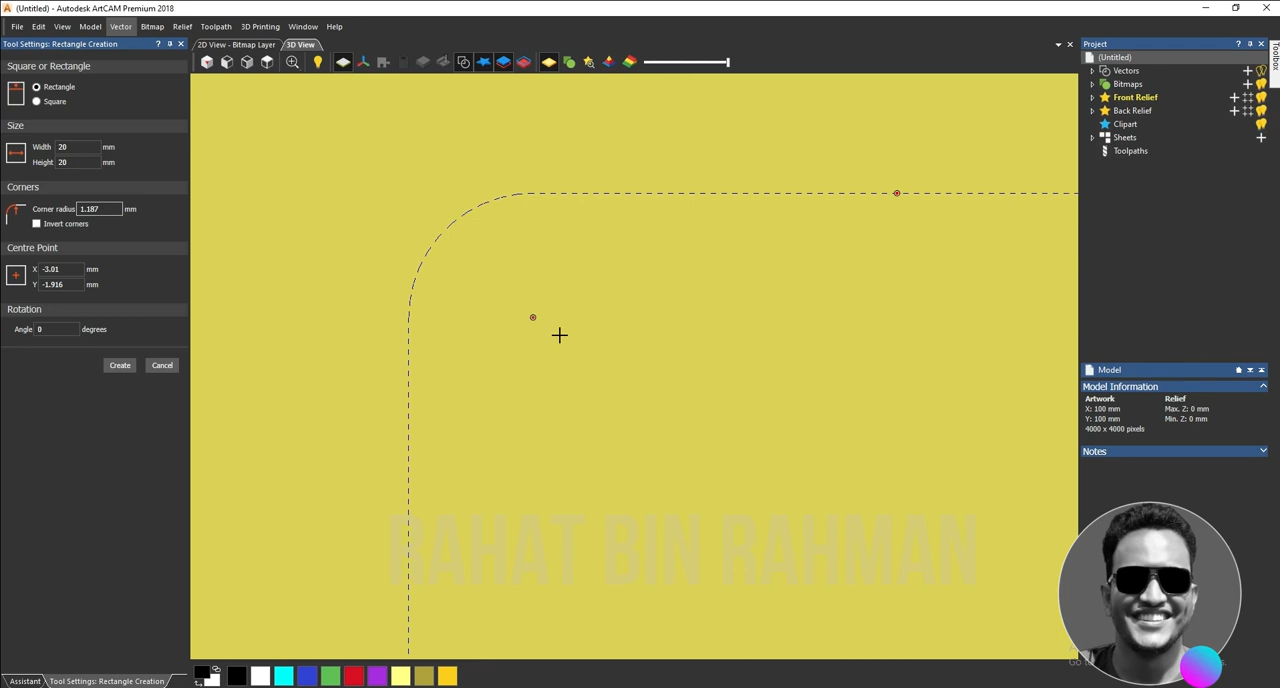 (Untitled) - Autodesk ArtCAM Premium 2018
File Edit View Model Vector Bitmap Relief Toolpath 3D Printing Window Help
Tool Settings: Rectangle Creation
Square or Rectangle
Rectangle
Square
Size
Width 20 mm
Height 20 mm
Corners
Corner radius 1.187 mm
Invert corners
Centre Point
X -3.01 mm
Y -1.916 mm
Rotation
Angle 0 degrees
Create Cancel
Assistant Tool Settings: Rectangle Creation
2D View - Bitmap Layer 3D View
RAHAT BIN RAHMAN
Project
(Untitled)
Vectors
Bitmaps
Front Relief
Back Relief
Clipart
Sheets
Toolpaths
Toolbox
Model
Model Information
Artwork Relief
X: 100 mm Max. Z: 0 mm
Y: 100 mm Min. Z: 0 mm
4000 x 4000 pixels
Notes